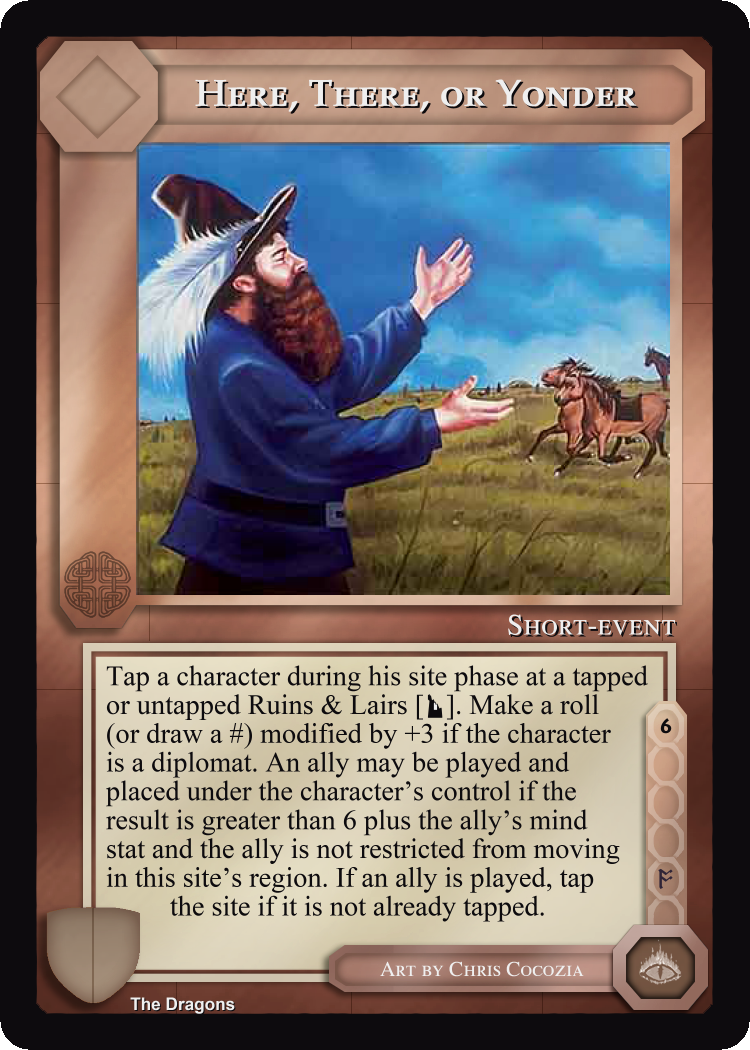 Here, There, or Yonder
Short-event
Tap a character during his site phase at a tapped
or untapped Ruins & Lairs [ ]. Make a roll
(or draw a #) modified by +3 if the character
is a diplomat. An ally may be played and
placed under the character's control if the
result is greater than 6 plus the ally's mind
stat and the ally is not restricted from moving
in this site's region. If an ally is played, tap
the site if it is not already tapped.
6
Art by Chris Cocozia
The Dragons